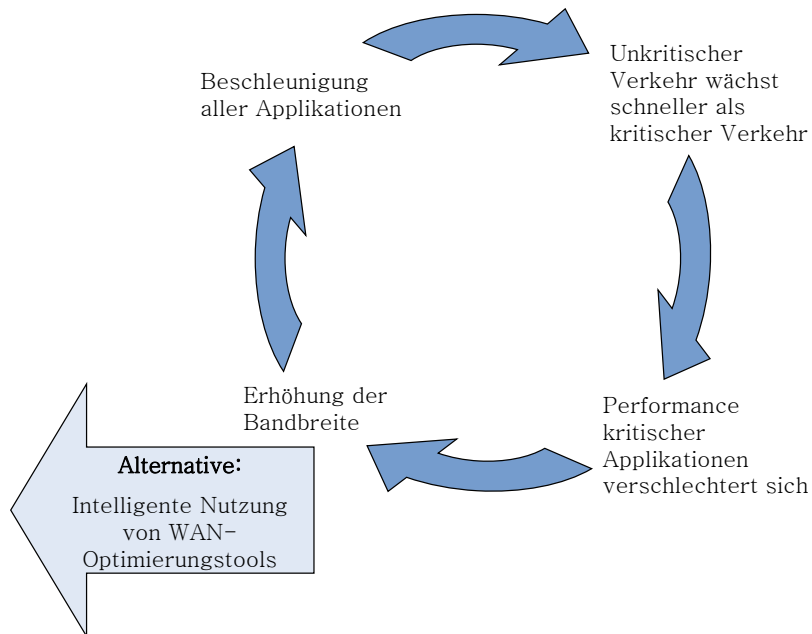 Beschleunigung
aller Applikationen
Unkritischer
Verkehr wächst
schneller als
kritischer Verkehr
Performance
kritischer
Applikationen
verschlechtert sich
Erhöhung der
Bandbreite
Alternative:
Intelligente Nutzung
von WAN-
Optimierungstools